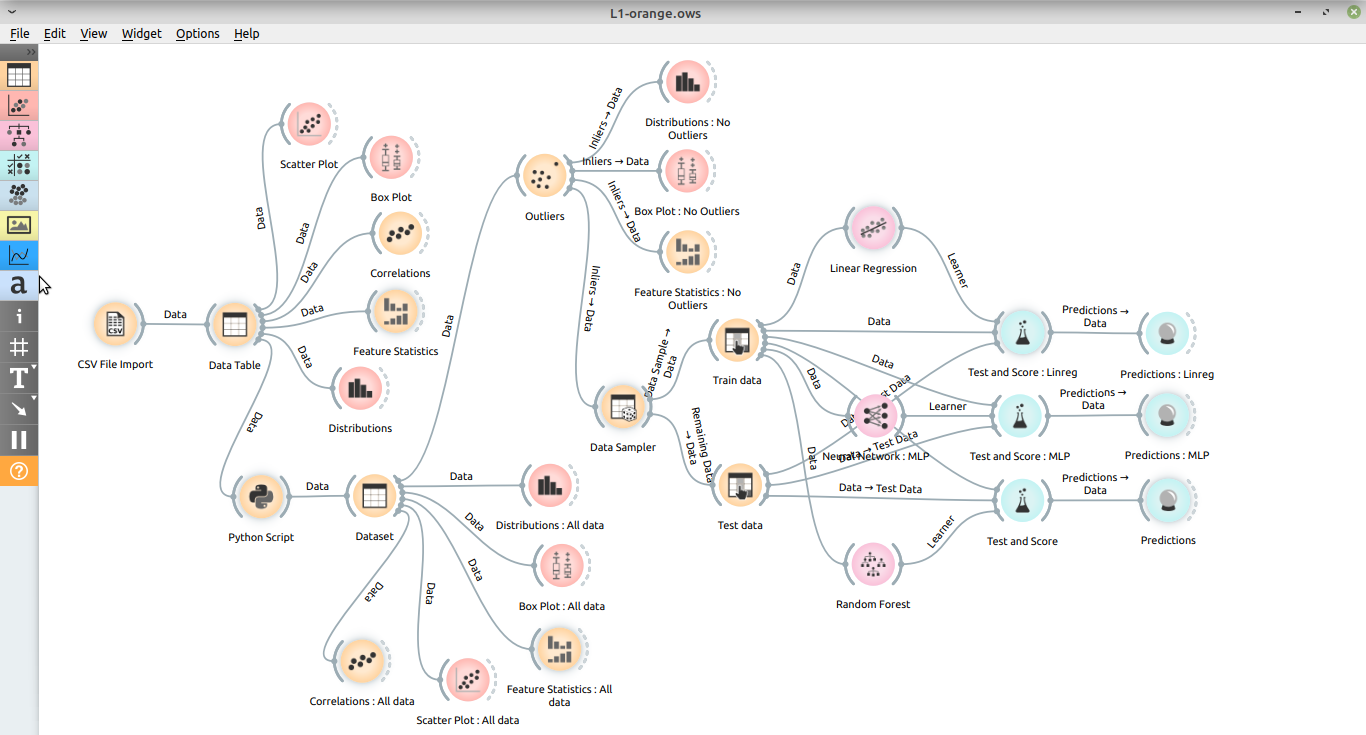 L1-orange.ows
File Edit View Widget Options Help
CSV
CSV File Import
Data
Data Table
Data
Scatter Plot
Data
Box Plot
Data
Correlations
Data
Feature Statistics
Data
Distributions
Data
Python Script
Data
Dataset
Data
Outliers
Inliers → Data
Distributions : No
Outliers
Inliers → Data
Box Plot : No Outliers
Inliers → Data
Feature Statistics : No
Outliers
Inliers → Data
Data Sampler
Data
Distributions : All data
Data
Box Plot : All data
Data
Feature Statistics : All
data
Data
Scatter Plot : All data
Data
Correlations : All data
Data Sample →
Data
Train data
Remaining Data
→ Data
Test data
Data
Linear Regression
Learner
Data
Test and Score : Linreg
Predictions →
Data
Predictions : Linreg
Data
Data
Neural Network : MLP
Learner
Test and Score : MLP
Predictions →
Data
Predictions : MLP
Data → Test Data
Data → Test Data
Data
Random Forest
Learner
Test and Score
Predictions →
Data
Predictions
a
i
#
T
?